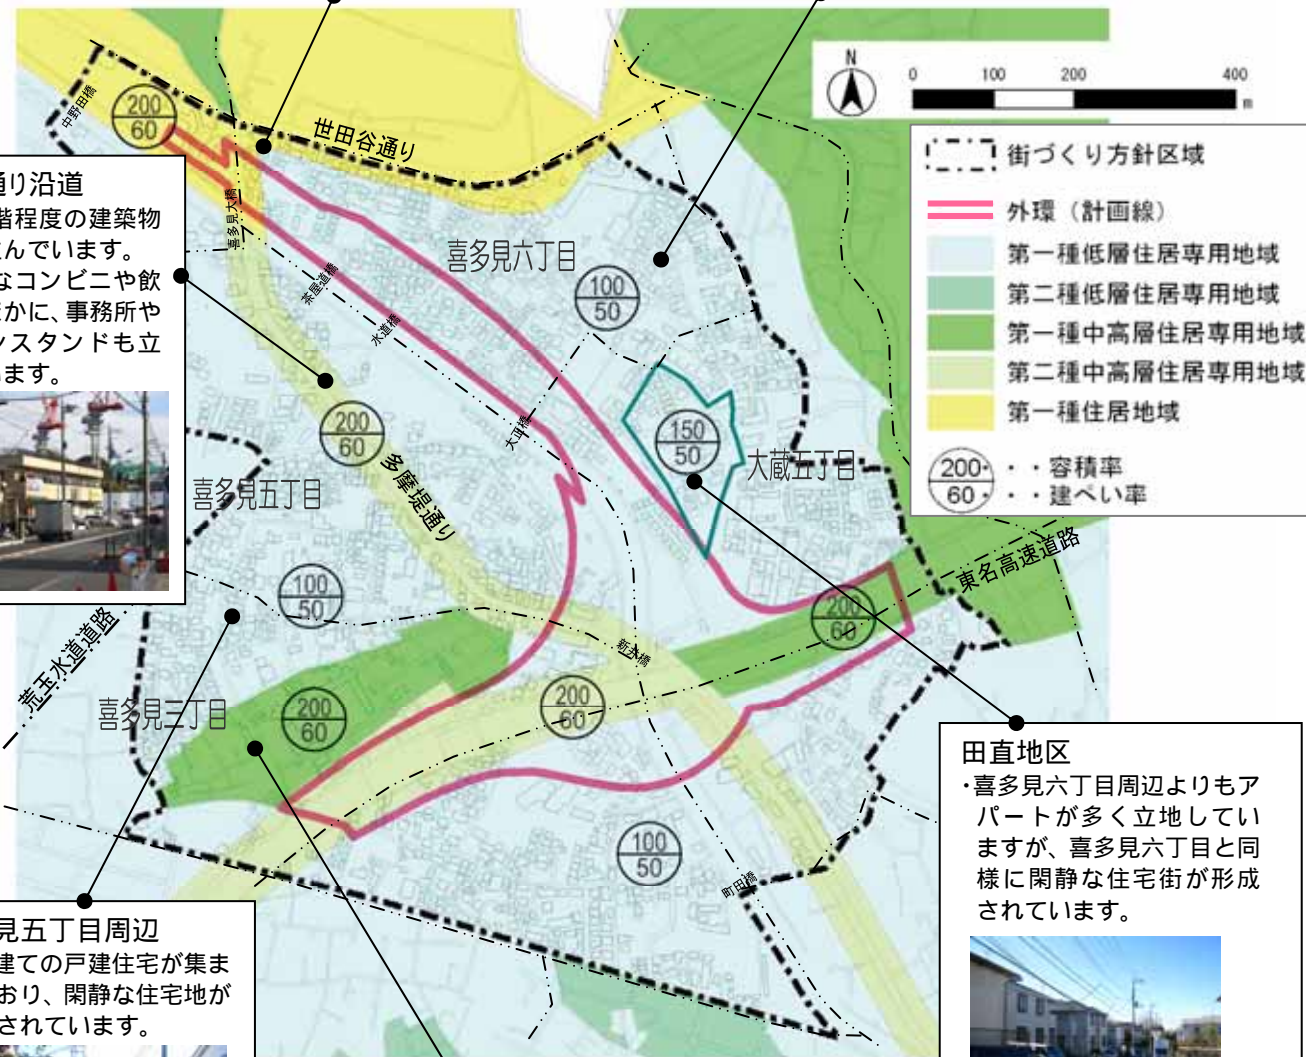 N
0 100 200 400
m
街づくり方針区域
外環（計画線）
第一種低層住居専用地域
第二種低層住居専用地域
第一種中高層住居専用地域
第二種中高層住居専用地域
第一種住居地域
200・・・容積率
60・・・建ぺい率
中野田橋
200
60
世田谷通り
喜多見大橋
通り沿道
階程度の建築物
んでいます。
なコンビニや飲
かに、事務所や
ンスタンドも立
ます。
喜多見六丁目
100
50
茶屋道橋
水道橋
大正橋
200
60
多摩堤通り
喜多見五丁目
150
50
大蔵五丁目
東名高速道路
100
50
荒玉水道道路
200
60
喜多見三丁目
200
60
200
60
100
50
町田橋
田直地区
・喜多見六丁目周辺よりもア
パートが多く立地してい
ますが、喜多見六丁目と同
様に閑静な住宅街が形成
されています。
見五丁目周辺
建ての戸建住宅が集ま
おり、閑静な住宅地が
されています。